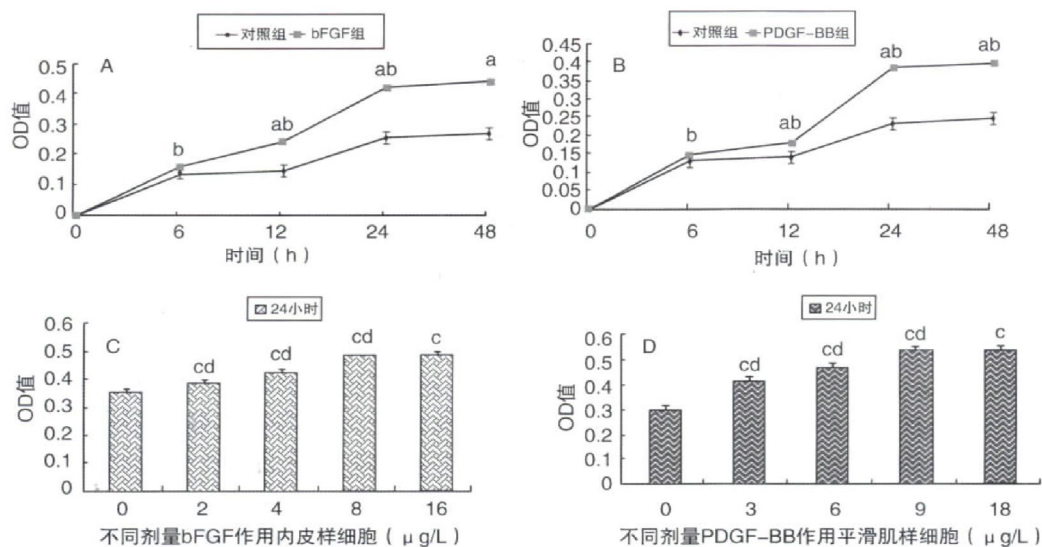 对照组 bFGF组
A
0.5
0.4
0.3
0.2
0.1
0
OD值
b
ab
ab
a
0 6 12 24 48
时间(h)
对照组 PDGF-BB组
B
0.45
0.4
0.35
0.3
0.25
0.2
0.15
0.1
0.05
0
OD值
b
ab
ab
ab
0 6 12 24 48
时间(h)
24小时
C
0.6
0.5
0.4
0.3
0.2
0.1
0
OD值
cd
cd
cd
c
0 2 4 8 16
不同剂量bFGF作用内皮样细胞(μg/L)
24小时
D
0.6
0.5
0.4
0.3
0.2
0.1
0
OD值
cd
cd
cd
c
0 3 6 9 18
不同剂量PDGF-BB作用平滑肌样细胞(μg/L)